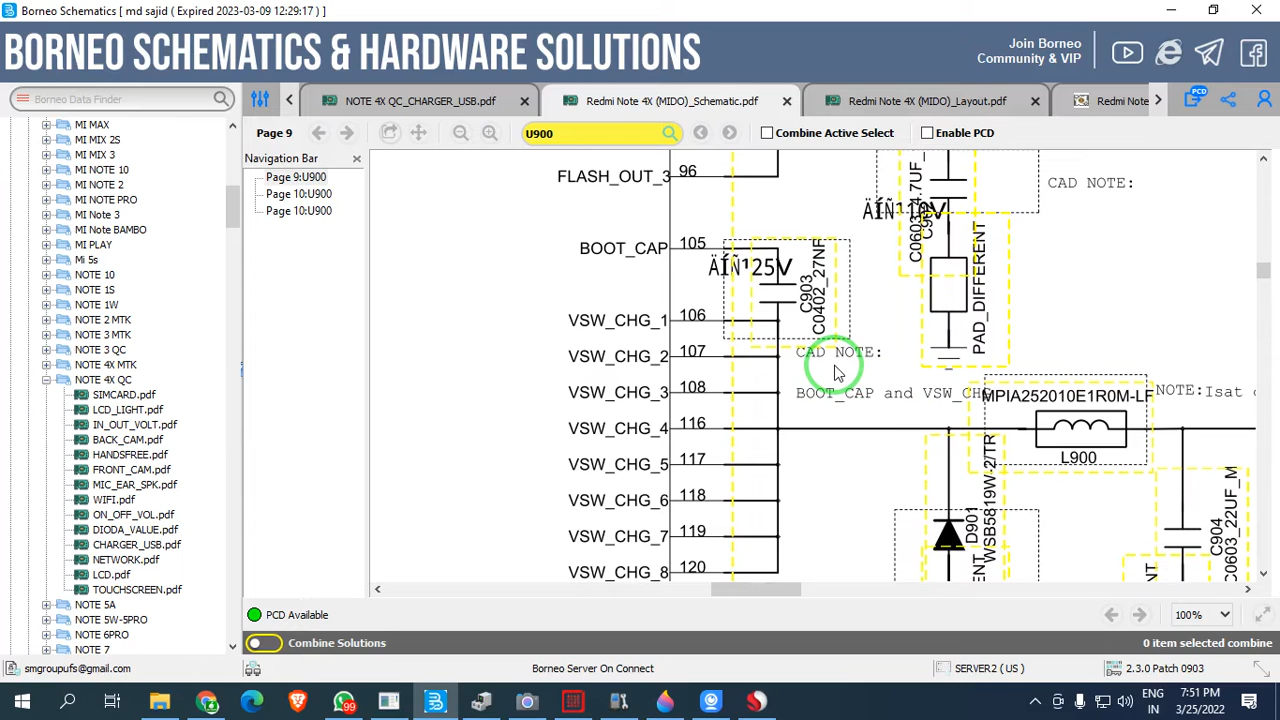 Borneo Schematics [ md sajid ( Expired 2023-03-09 12:29:17 ) ]
BORNEO SCHEMATICS & HARDWARE SOLUTIONS
Join Borneo
Community & VIP
Borneo Data Finder
NOTE 4X QC_CHARGER_USB.pdf
Redmi Note 4X (MIDO)_Schematic.pdf
Redmi Note 4X (MIDO)_Layout.pdf
Redmi Note
PCD
Page 9
U900
Combine Active Select
Enable PCD
Navigation Bar
Page 9:U900
Page 10:U900
Page 10:U900
MI MAX
MI MIX 2S
MI MIX 3
MI NOTE 10
MI NOTE 2
MI NOTE PRO
MI Note 3
MI Note BAMBO
MI PLAY
Mi 5s
NOTE 10
NOTE 1S
NOTE 1W
NOTE 2 MTK
NOTE 3 MTK
NOTE 3 QC
NOTE 4X MTK
NOTE 4X QC
SIMCARD.pdf
LCD_LIGHT.pdf
IN_OUT_VOLT.pdf
BACK_CAM.pdf
HANDSFREE.pdf
FRONT_CAM.pdf
MIC_EAR_SPK.pdf
WIFI.pdf
ON_OFF_VOL.pdf
DIODA_VALUE.pdf
CHARGER_USB.pdf
NETWORK.pdf
LCD.pdf
TOUCHSCREEN.pdf
NOTE 5A
NOTE 5W-5PRO
NOTE 6PRO
NOTE 7
FLASH_OUT_3 96
BOOT_CAP 105
VSW_CHG_1 106
VSW_CHG_2 107
VSW_CHG_3 108
VSW_CHG_4 116
VSW_CHG_5 117
VSW_CHG_6 118
VSW_CHG_7 119
VSW_CHG_8 120
ÄÍÑ¹25V
C903
C0402_27NF
CAD NOTE:
BOOT_CAP and VSW_CHG
CAD NOTE:
PAD_DIFFERENT
MPIA252010E1R0M-LF
L900
NOTE:Isat
D901
WSB5819W-2/TR
C904
C0603_22UF_M
PCD Available
100%
Combine Solutions
0 item selected combine
smgroupufs@gmail.com
Borneo Server On Connect
SERVER2 ( US )
2.3.0 Patch 0903
99
ENG
IN
7:51 PM
3/25/2022